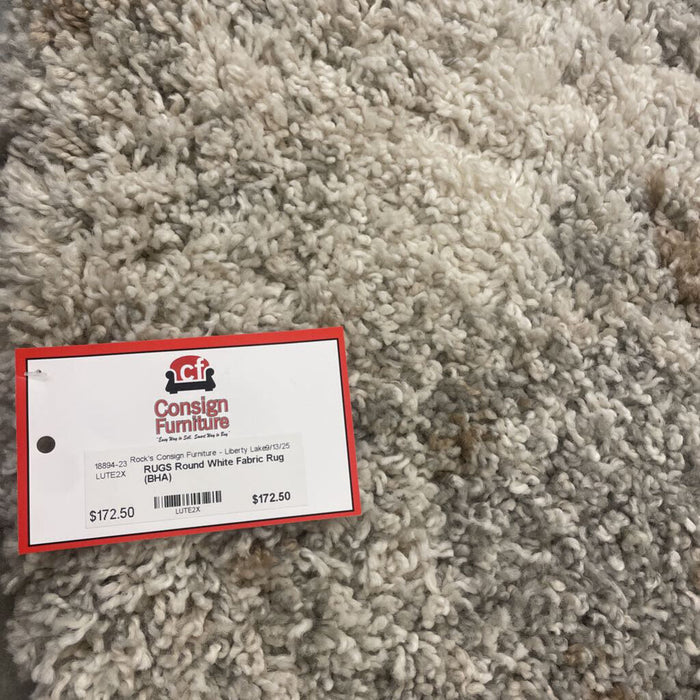 cf
Consign
Furniture
"Easy Way to Sell, Smart Way to Buy"
18894-23 Rock's Consign Furniture - Liberty Lake9/13/25
LUTE2X RUGS Round White Fabric Rug
(BHA)
$172.50 $172.50
LUTE2X